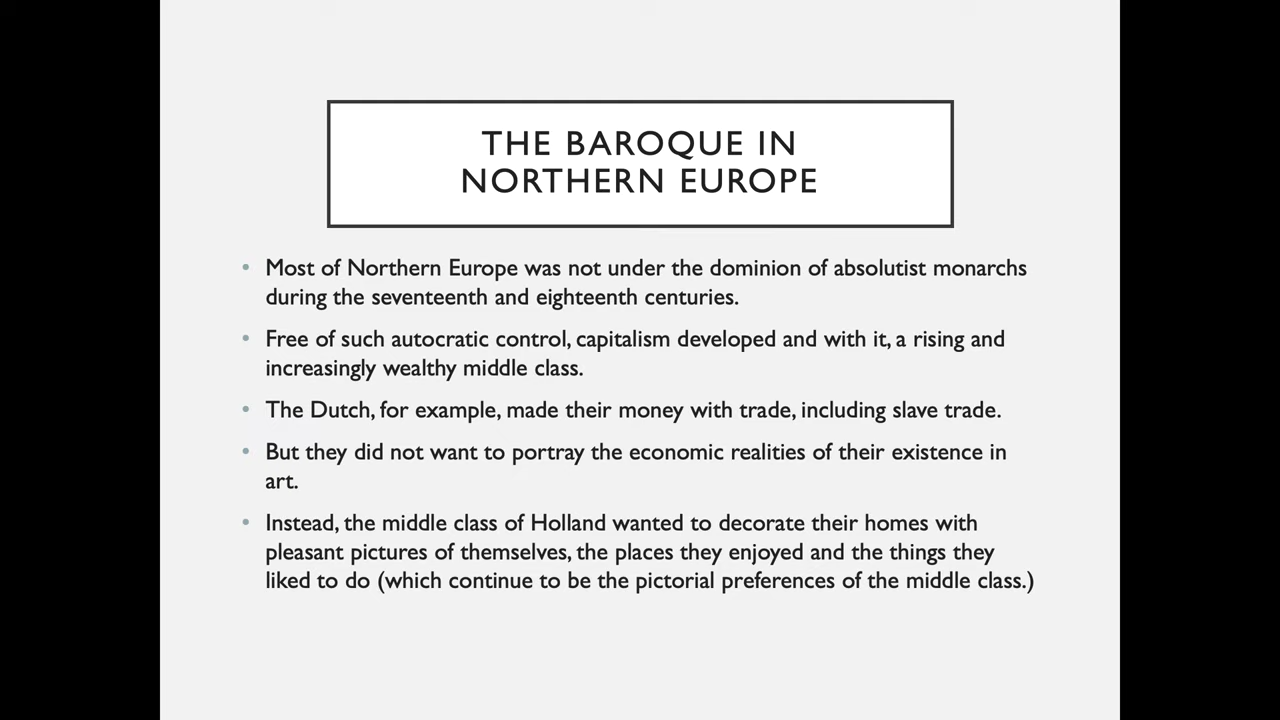 THE BAROQUE IN
NORTHERN EUROPE
• Most of Northern Europe was not under the dominion of absolutist monarchs
during the seventeenth and eighteenth centuries.
• Free of such autocratic control, capitalism developed and with it, a rising and
increasingly wealthy middle class.
• The Dutch, for example, made their money with trade, including slave trade.
• But they did not want to portray the economic realities of their existence in
art.
• Instead, the middle class of Holland wanted to decorate their homes with
pleasant pictures of themselves, the places they enjoyed and the things they
liked to do (which continue to be the pictorial preferences of the middle class.)